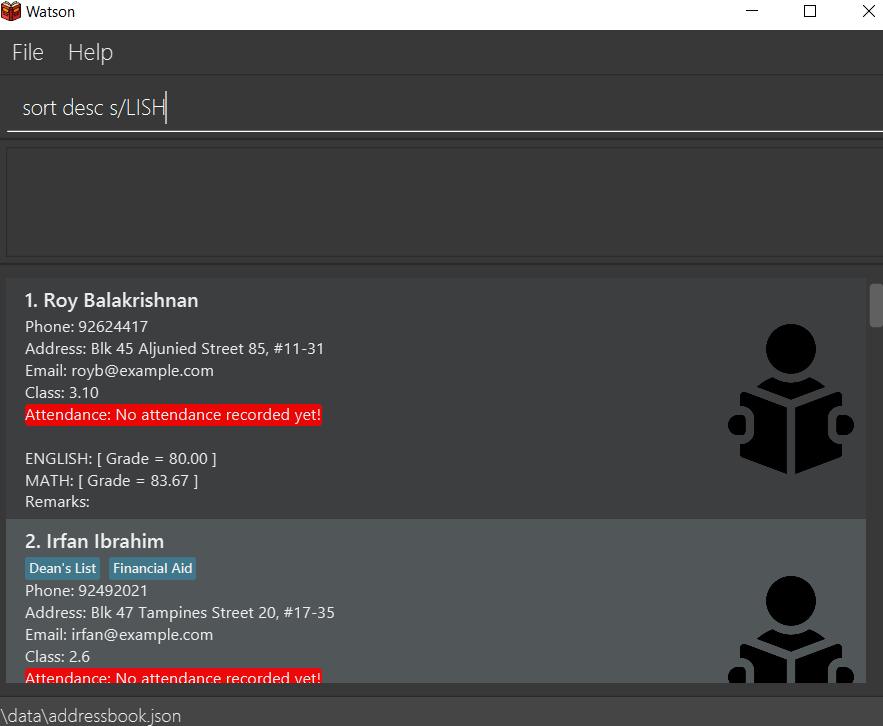 Watson
File Help
sort desc s/LISH
1. Roy Balakrishnan
Phone: 92624417
Address: Blk 45 Aljunied Street 85, #11-31
Email: royb@example.com
Class: 3.10
Attendance: No attendance recorded yet!
ENGLISH: [ Grade = 80.00 ]
MATH: [ Grade = 83.67 ]
Remarks:
2. Irfan Ibrahim
Dean's List Financial Aid
Phone: 92492021
Address: Blk 47 Tampines Street 20, #17-35
Email: irfan@example.com
Class: 2.6
Attendance: No attendance recorded yet!
\data\addressbook.json